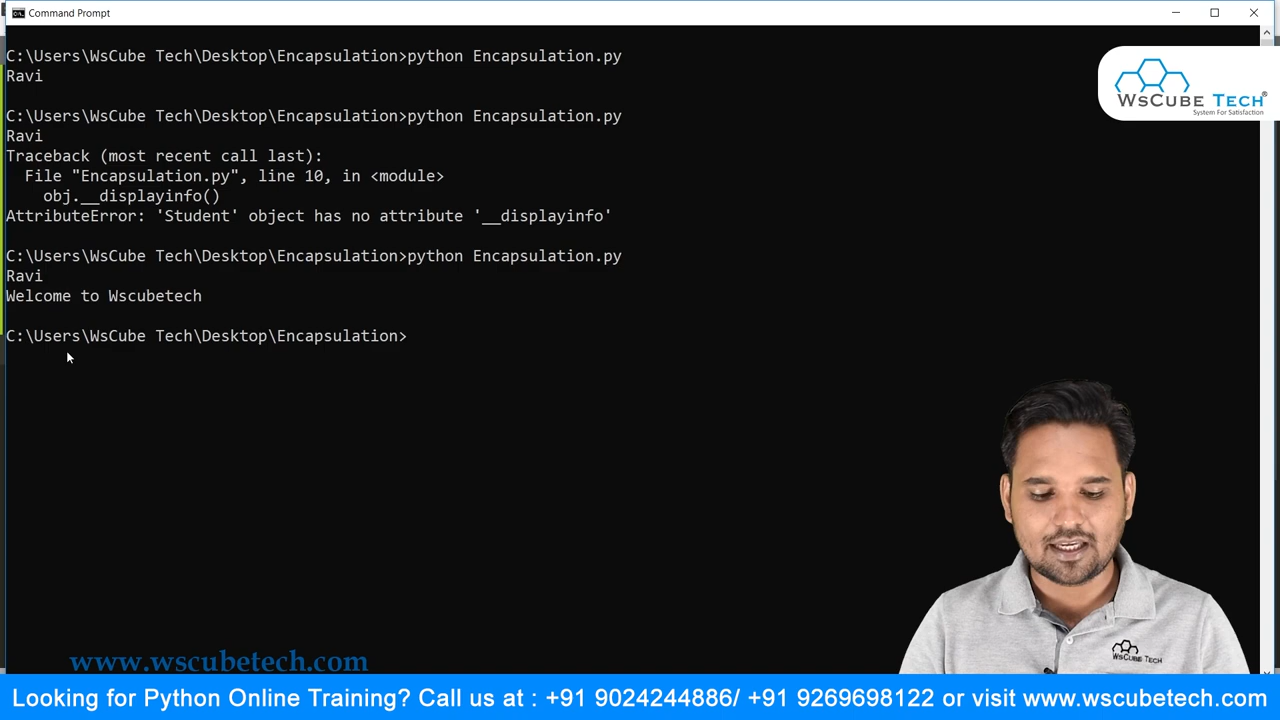 Command Prompt
C:\Users\WsCube Tech\Desktop\Encapsulation>python Encapsulation.py
Ravi
C:\Users\WsCube Tech\Desktop\Encapsulation>python Encapsulation.py
Ravi
Traceback (most recent call last):
File "Encapsulation.py", line 10, in <module>
obj.__displayinfo()
AttributeError: 'Student' object has no attribute '__displayinfo'
C:\Users\WsCube Tech\Desktop\Encapsulation>python Encapsulation.py
Ravi
Welcome to Wscubetech
C:\Users\WsCube Tech\Desktop\Encapsulation>
WsCube Tech®
System For Satisfaction
WsCube Tech
www.wscubetech.com
Looking for Python Online Training? Call us at : +91 9024244886/ +91 9269698122 or visit www.wscubetech.com